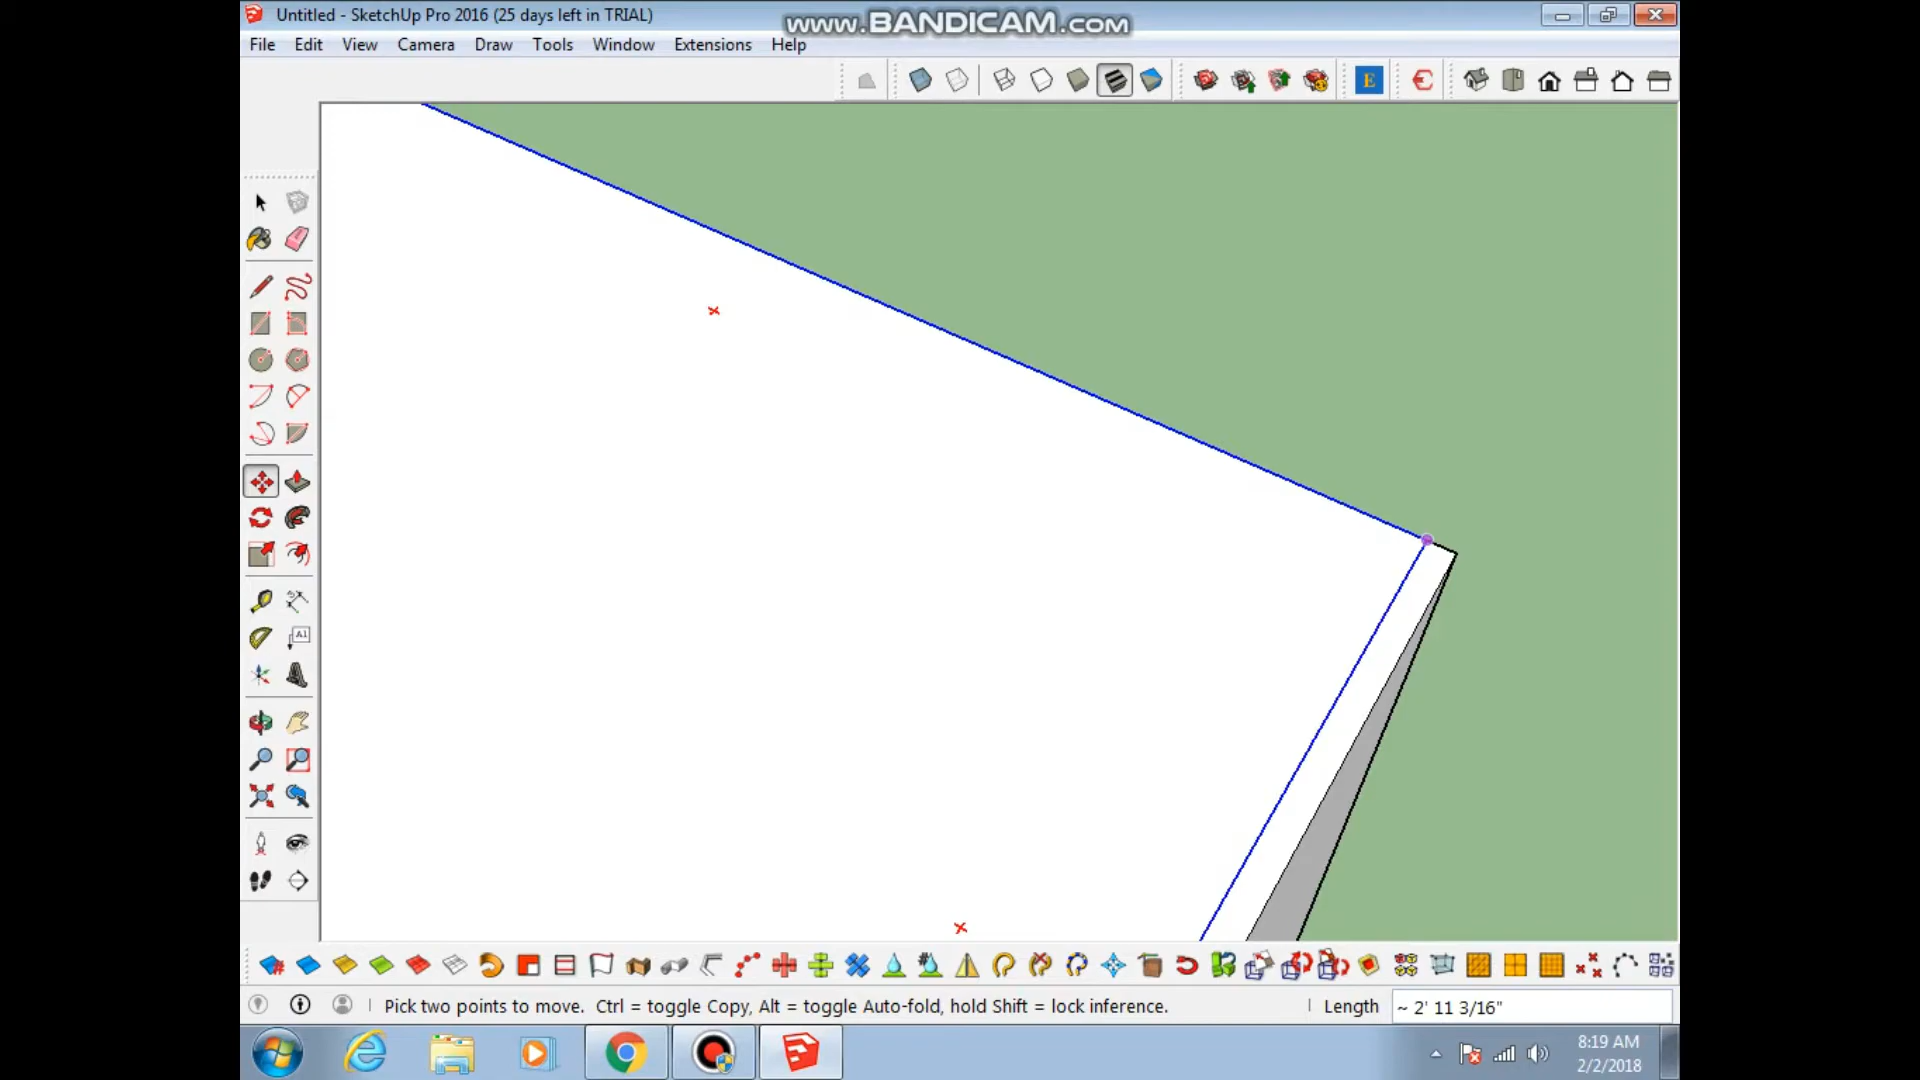 Untitled - SketchUp Pro 2016 (25 days left in TRIAL)
www.BANDICAM.com
File Edit View Camera Draw Tools Window Extensions Help
E
A1
Pick two points to move. Ctrl = toggle Copy, Alt = toggle Auto-fold, hold Shift = lock inference.
Length ~ 2' 11 3/16"
8:19 AM
2/2/2018